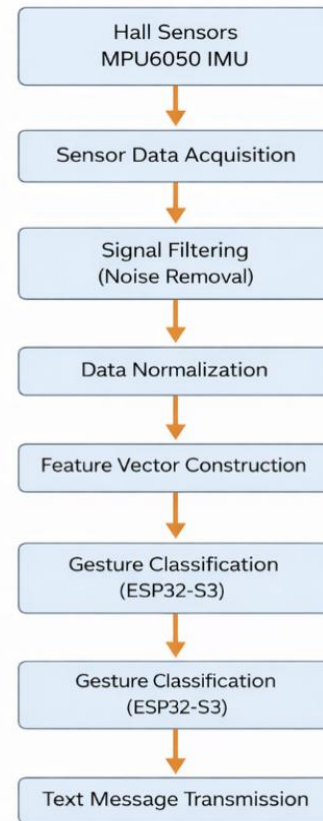 Hall Sensors
MPU6050 IMU
Sensor Data Acquisition
Signal Filtering
(Noise Removal)
Data Normalization
Feature Vector Construction
Gesture Classification
(ESP32-S3)
Gesture Classification
(ESP32-S3)
Text Message Transmission